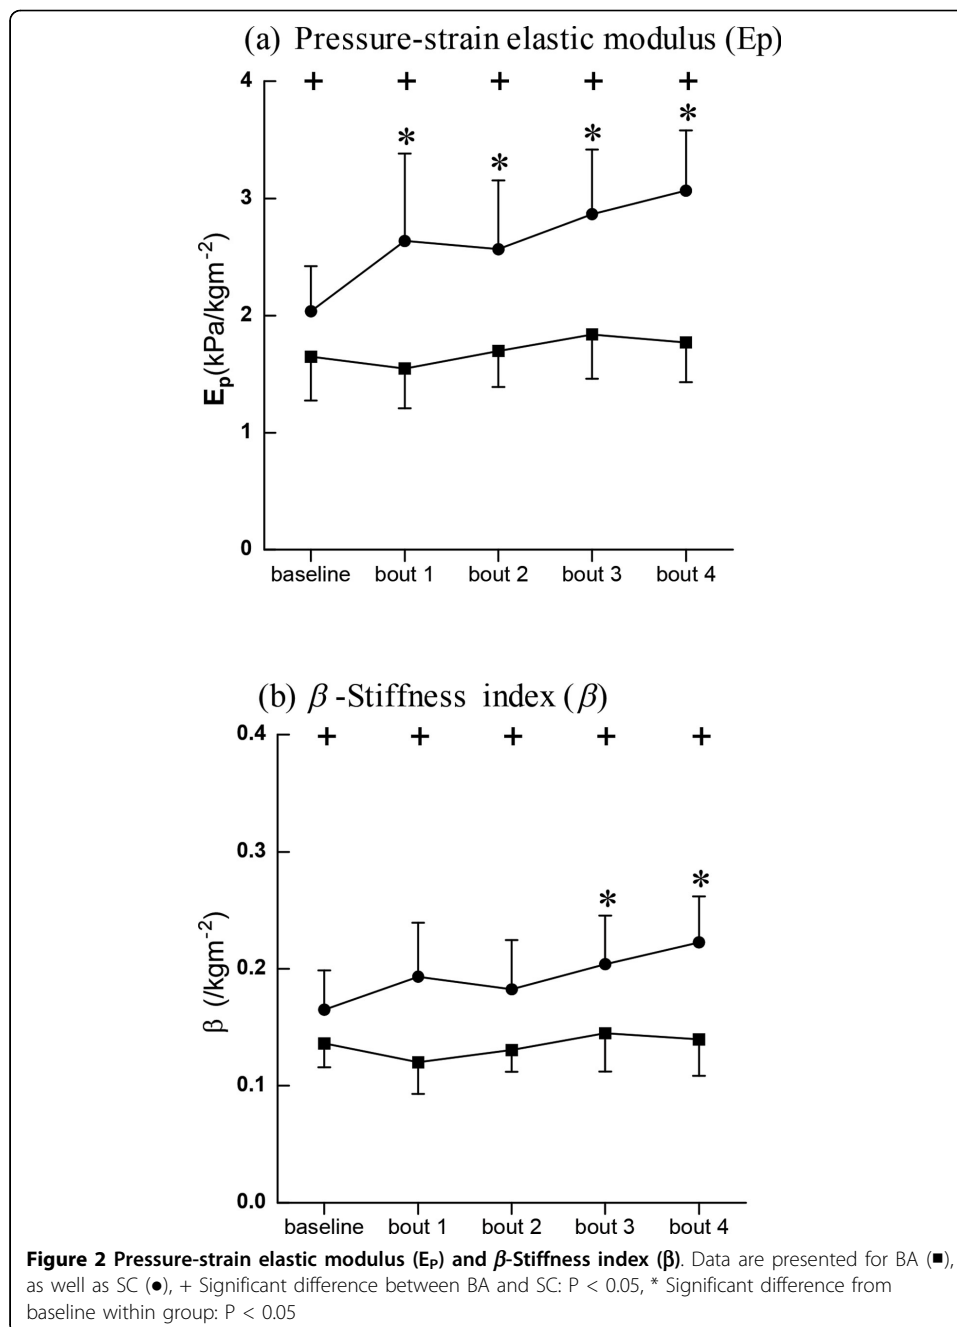 (a) Pressure-strain elastic modulus (Ep)
4
+ + + + +
* * * * *
3
2
1
0
E_p(kPa/kgm^-2)
baseline bout 1 bout 2 bout 3 bout 4
(b) β -Stiffness index (β)
0.4
+ + + + +
0.3
* *
0.2
0.1
0.0
β (/kgm^-2)
baseline bout 1 bout 2 bout 3 bout 4
Figure 2 Pressure-strain elastic modulus (E_P) and β-Stiffness index (β). Data are presented for BA (■),
as well as SC (●), + Significant difference between BA and SC: P < 0.05, * Significant difference from
baseline within group: P < 0.05